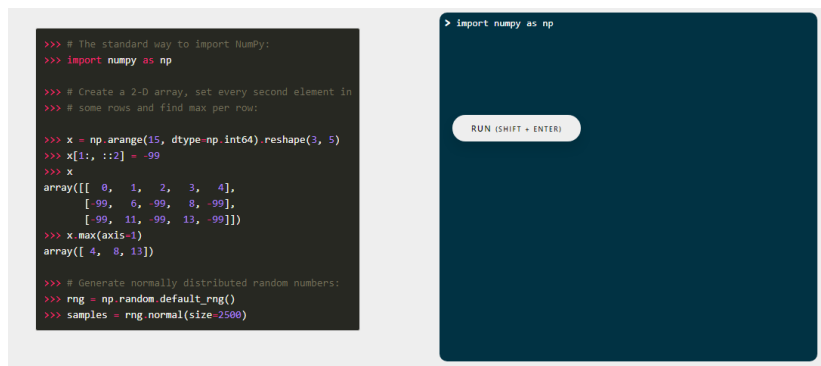 >>> # The standard way to import NumPy:
>>> import numpy as np
>>> # Create a 2-D array, set every second element in
>>> # some rows and find max per row:
>>> x = np.arange(15, dtype=np.int64).reshape(3, 5)
>>> x[1:, ::2] = -99
>>> x
array([[  0,   1,   2,   3,   4],
       [-99,   6, -99,   8, -99],
       [-99,  11, -99,  13, -99]])
>>> x.max(axis=1)
array([ 4,  8, 13])
>>> # Generate normally distributed random numbers:
>>> rng = np.random.default_rng()
>>> samples = rng.normal(size=2500)
> import numpy as np
RUN (SHIFT + ENTER)